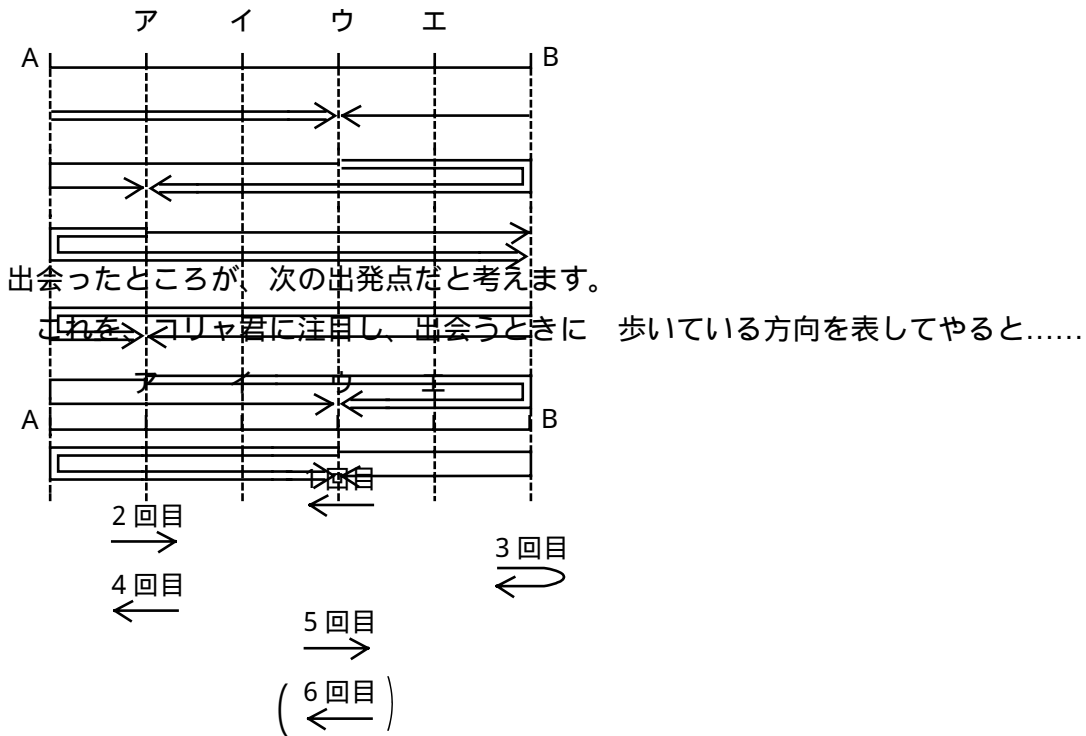 ア イ ウ エ
A B
出会ったところが、次の出発点だと考えます。
これを、コリャ君に注目し、出会うときに 歩いている方向を表してやると……
ア イ ウ エ
A B
1回目
2回目
3回目
4回目
5回目
(6回目)